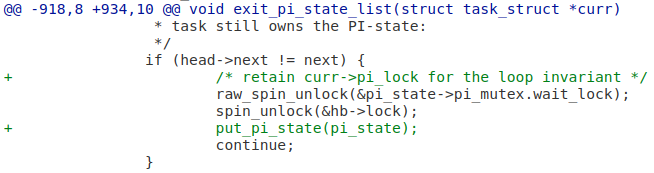 @@ -918,8 +934,10 @@ void exit_pi_state_list(struct task_struct *curr)
                 * task still owns the PI-state:
                 */
                if (head->next != next) {
+                       /* retain curr->pi_lock for the loop invariant */
                        raw_spin_unlock(&pi_state->pi_mutex.wait_lock);
                        spin_unlock(&hb->lock);
+                       put_pi_state(pi_state);
                        continue;
                }